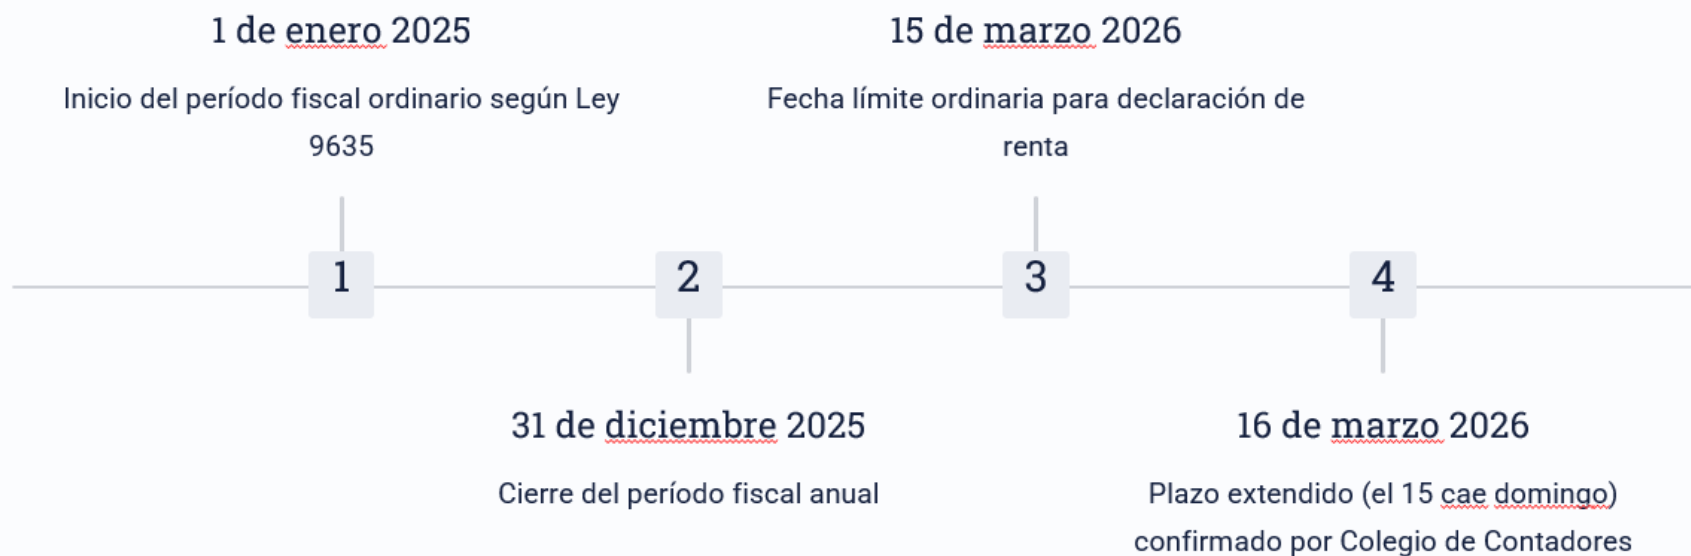 1 de enero 2025
Inicio del período fiscal ordinario según Ley
9635
15 de marzo 2026
Fecha límite ordinaria para declaración de
renta
1
2
3
4
31 de diciembre 2025
Cierre del período fiscal anual
16 de marzo 2026
Plazo extendido (el 15 cae domingo)
confirmado por Colegio de Contadores